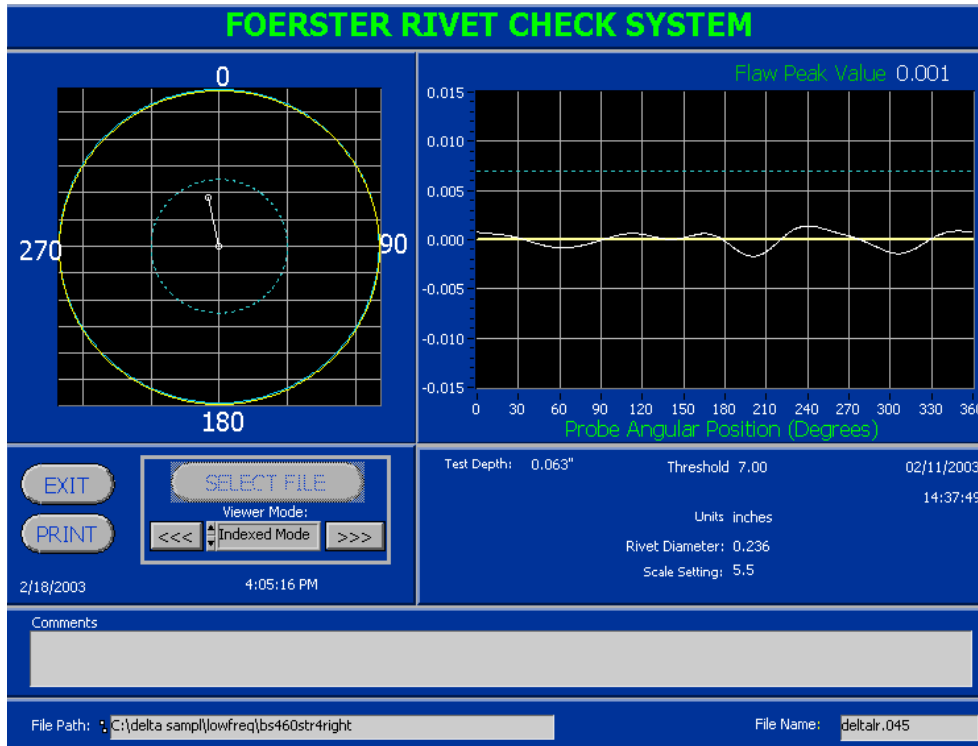 FOERSTER RIVET CHECK SYSTEM
0
270
90
180
Flaw Peak Value 0.001
0.015
0.010
0.005
0.000
-0.005
-0.010
-0.015
0 30 60 90 120 150 180 210 240 270 300 330 360
Probe Angular Position (Degrees)
EXIT
PRINT
SELECT FILE
Viewer Mode:
<<< Indexed Mode >>>
2/18/2003 4:05:16 PM
Test Depth: 0.063" Threshold 7.00 02/11/2003
14:37:49
Units inches
Rivet Diameter: 0.236
Scale Setting: 5.5
Comments
File Path: C:\delta sampl\lowfreq\bs460str4right File Name: deltalr.045